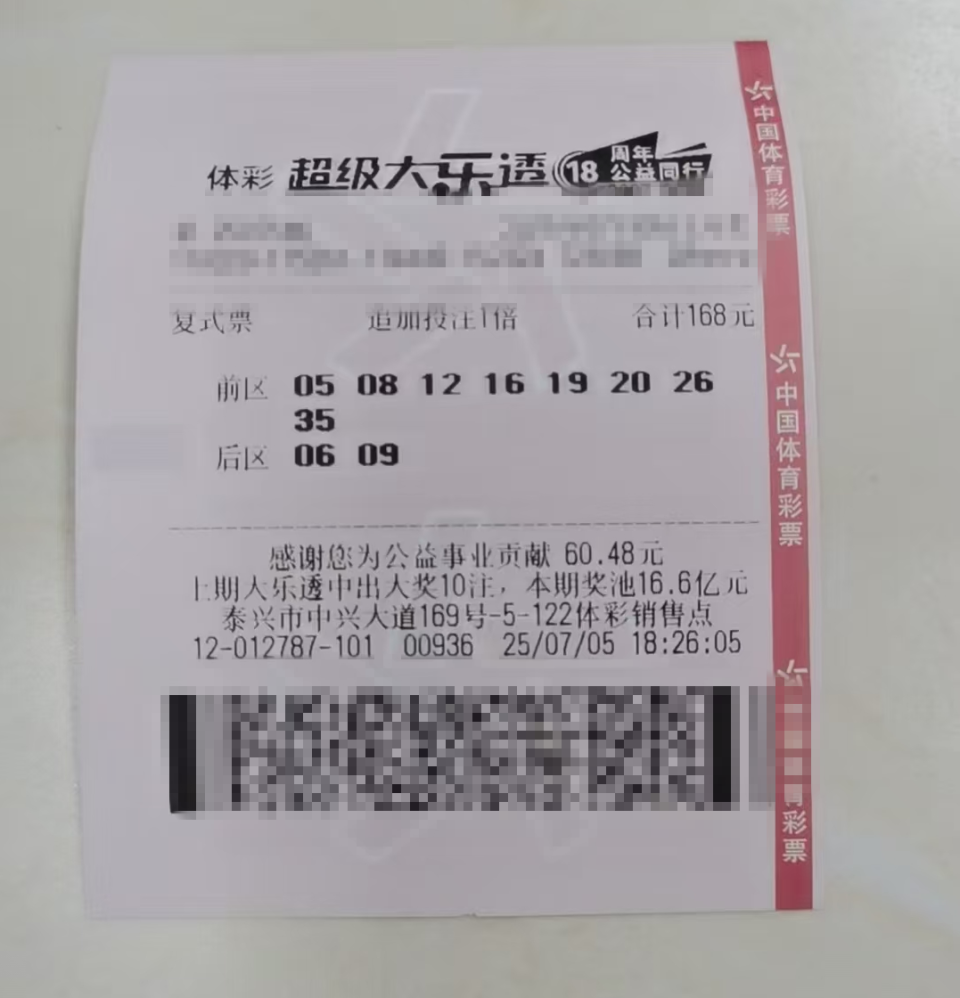 体彩 超级大乐透 18周年 公益同行
复式票 追加投注1倍 合计168元
前区 05 08 12 16 19 20 26
35
后区 06 09
感谢您为公益事业贡献 60.48元
上期大乐透中出大奖10注，本期奖池16.6亿元
泰兴市中兴大道169号-5-122体彩销售点
12-012787-101 00936 25/07/05 18:26:05
中国体育彩票
中国体育彩票
育彩票